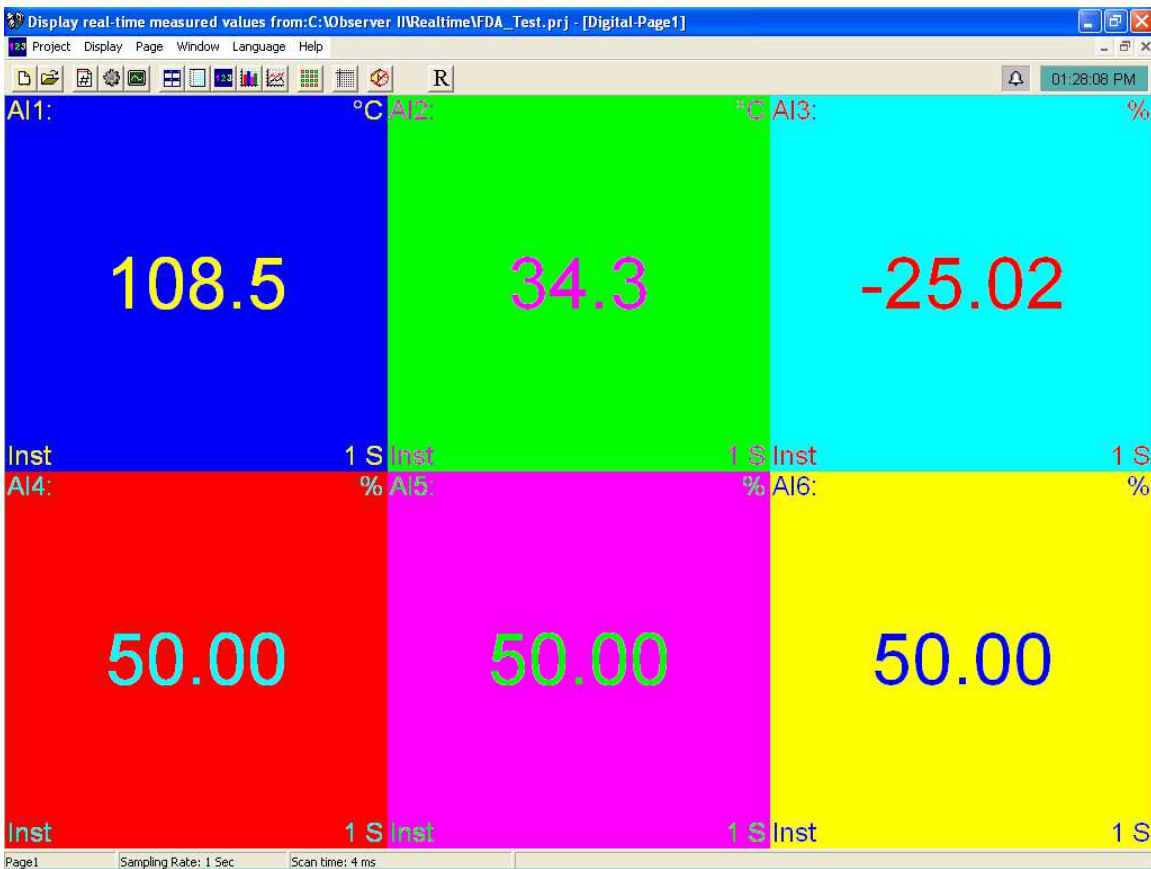 Display real-time measured values from:C:\Observer II\Realtime\FDA_Test.prj - [Digital-Page1]
123 Project Display Page Window Language Help
123 R 01:28:08 PM
AI1: °C AI2: °C AI3: %
108.5 34.3 -25.02
Inst 1 S Inst 1 S Inst 1 S
AI4: % AI5: % AI6: %
50.00 50.00 50.00
Inst 1 S Inst 1 S Inst 1 S
Page1 Sampling Rate: 1 Sec Scan time: 4 ms